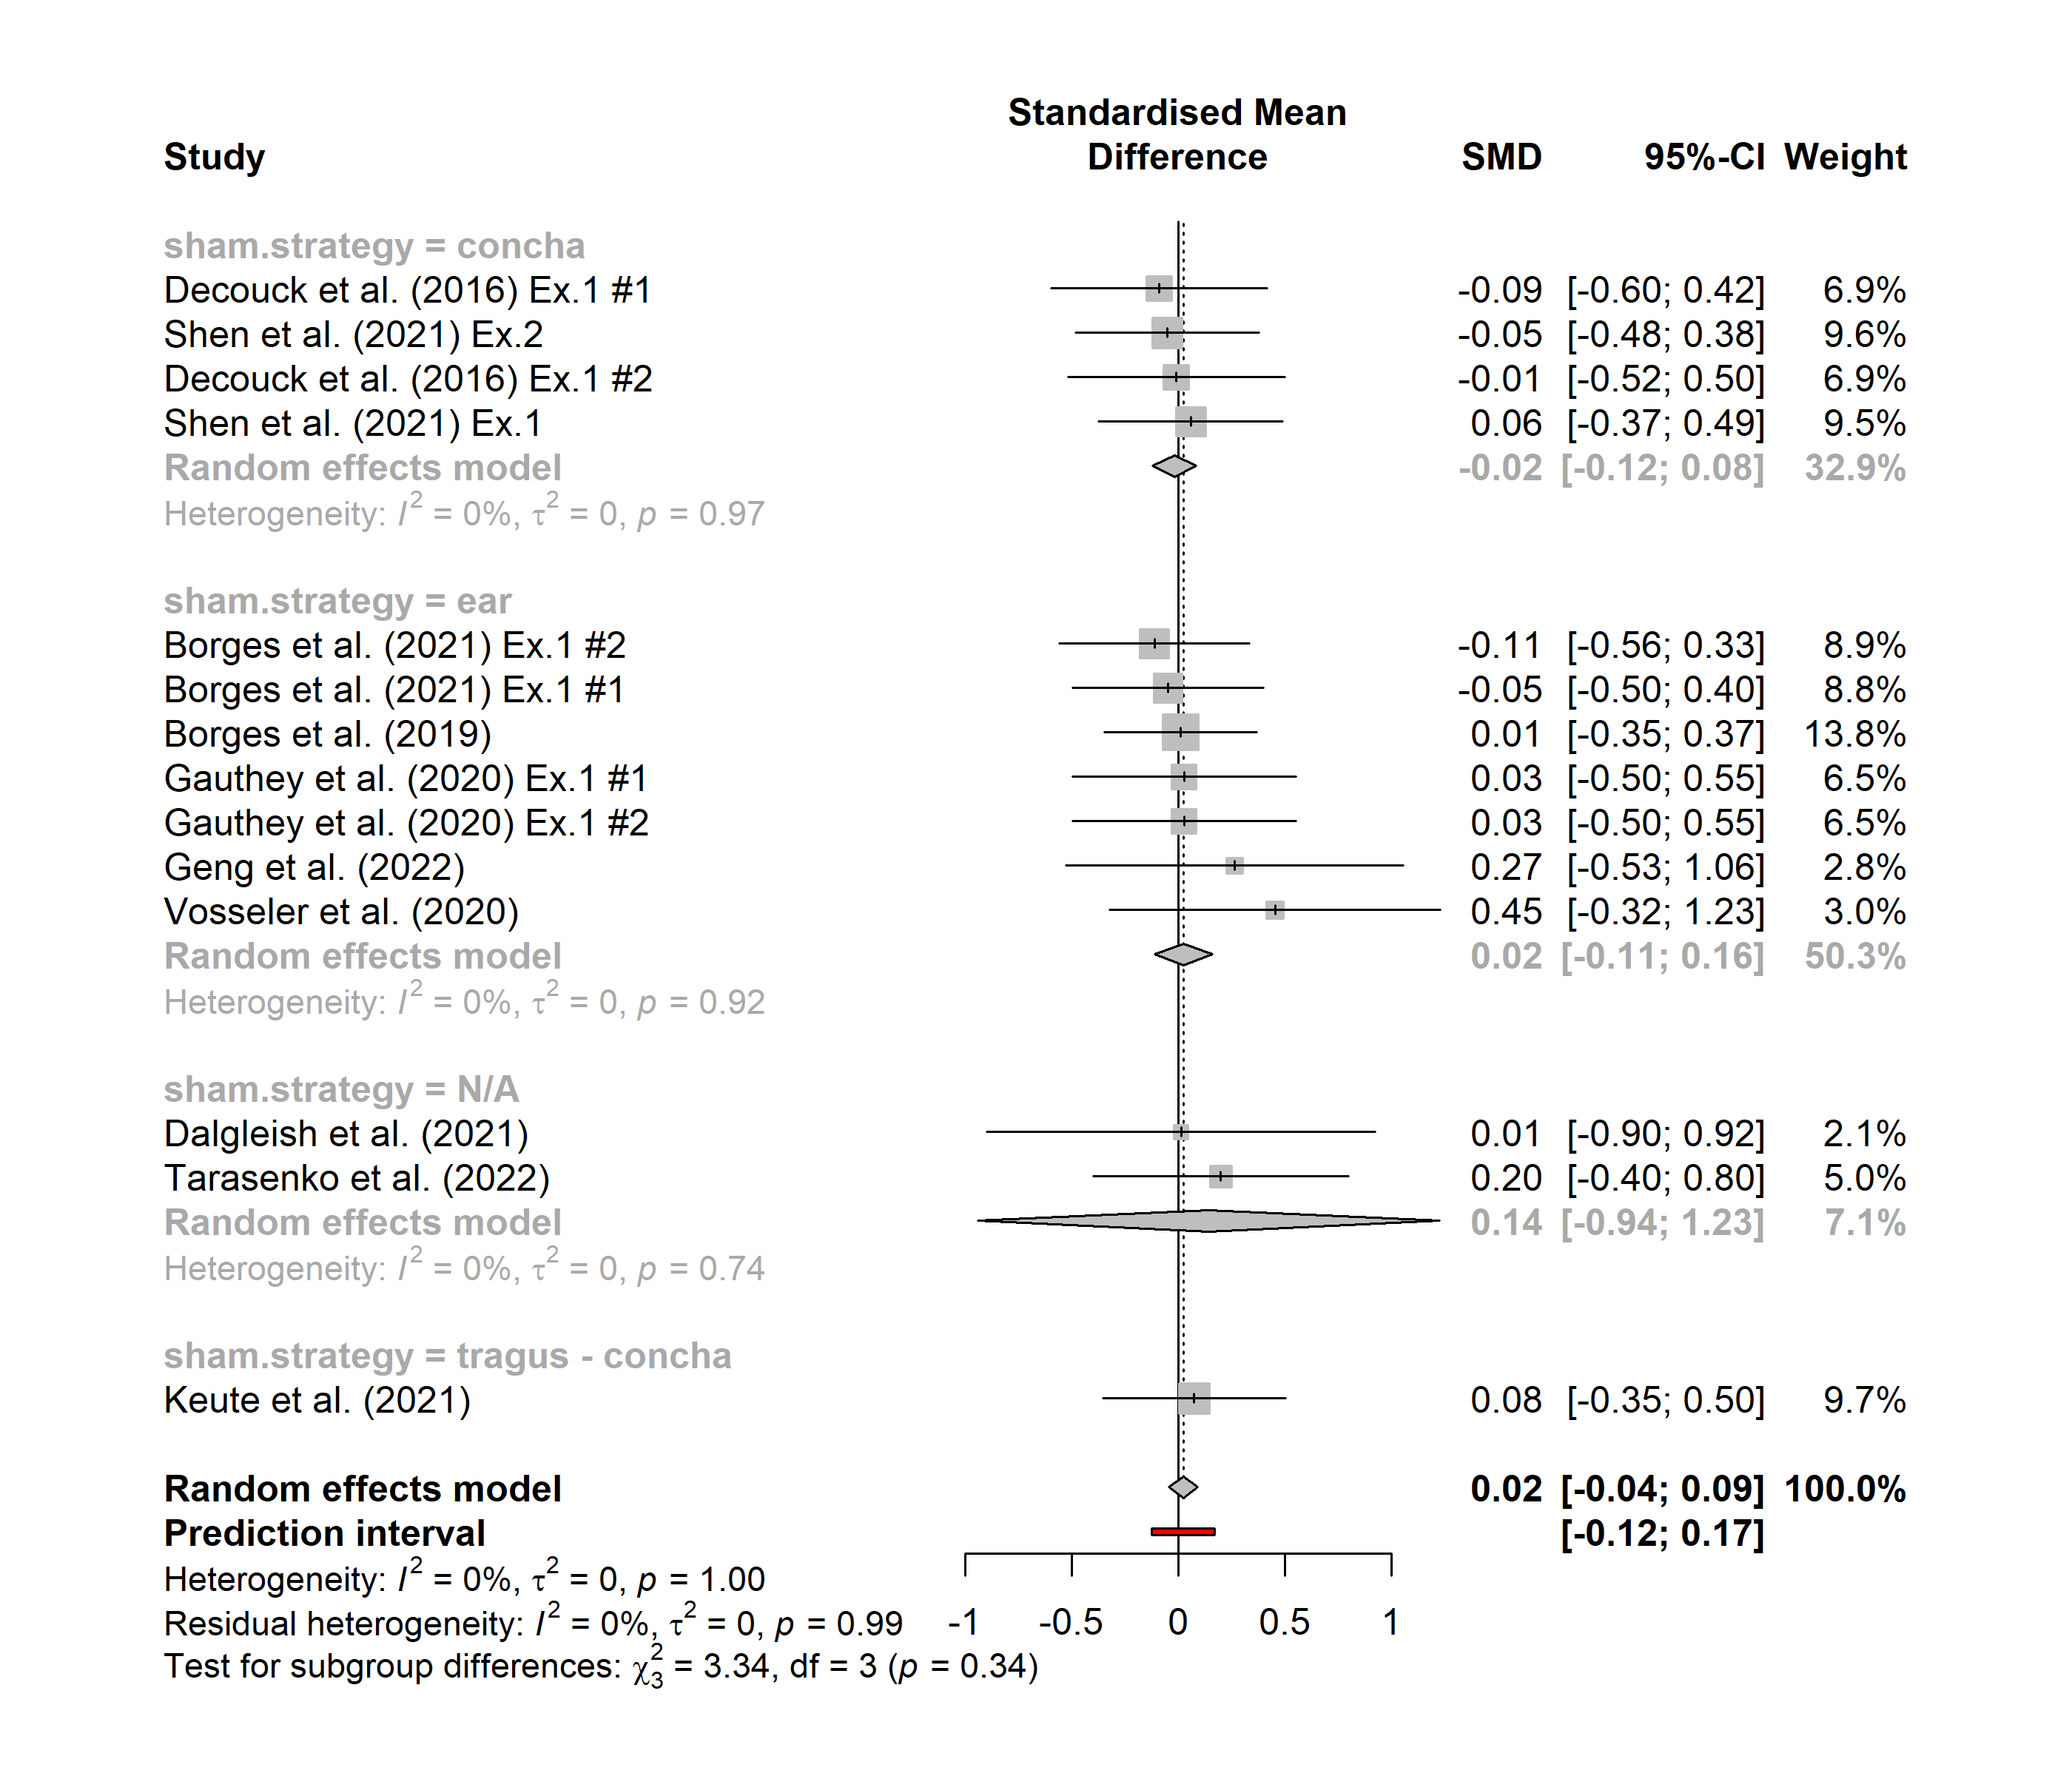 Standardised Mean
Study Difference SMD 95%-CI Weight
sham.strategy = concha
Decouck et al. (2016) Ex.1 #1 -0.09 [-0.60; 0.42] 6.9%
Shen et al. (2021) Ex.2 -0.05 [-0.48; 0.38] 9.6%
Decouck et al. (2016) Ex.1 #2 -0.01 [-0.52; 0.50] 6.9%
Shen et al. (2021) Ex.1 0.06 [-0.37; 0.49] 9.5%
Random effects model -0.02 [-0.12; 0.08] 32.9%
Heterogeneity: I² = 0%, τ² = 0, p = 0.97
sham.strategy = ear
Borges et al. (2021) Ex.1 #2 -0.11 [-0.56; 0.33] 8.9%
Borges et al. (2021) Ex.1 #1 -0.05 [-0.50; 0.40] 8.8%
Borges et al. (2019) 0.01 [-0.35; 0.37] 13.8%
Gauthey et al. (2020) Ex.1 #1 0.03 [-0.50; 0.55] 6.5%
Gauthey et al. (2020) Ex.1 #2 0.03 [-0.50; 0.55] 6.5%
Geng et al. (2022) 0.27 [-0.53; 1.06] 2.8%
Vosseler et al. (2020) 0.45 [-0.32; 1.23] 3.0%
Random effects model 0.02 [-0.11; 0.16] 50.3%
Heterogeneity: I² = 0%, τ² = 0, p = 0.92
sham.strategy = N/A
Dalgleish et al. (2021) 0.01 [-0.90; 0.92] 2.1%
Tarasenko et al. (2022) 0.20 [-0.40; 0.80] 5.0%
Random effects model 0.14 [-0.94; 1.23] 7.1%
Heterogeneity: I² = 0%, τ² = 0, p = 0.74
sham.strategy = tragus - concha
Keute et al. (2021) 0.08 [-0.35; 0.50] 9.7%
Random effects model 0.02 [-0.04; 0.09] 100.0%
Prediction interval [-0.12; 0.17]
Heterogeneity: I² = 0%, τ² = 0, p = 1.00
Residual heterogeneity: I² = 0%, τ² = 0, p = 0.99 -1 -0.5 0 0.5 1
Test for subgroup differences: χ²₃ = 3.34, df = 3 (p = 0.34)